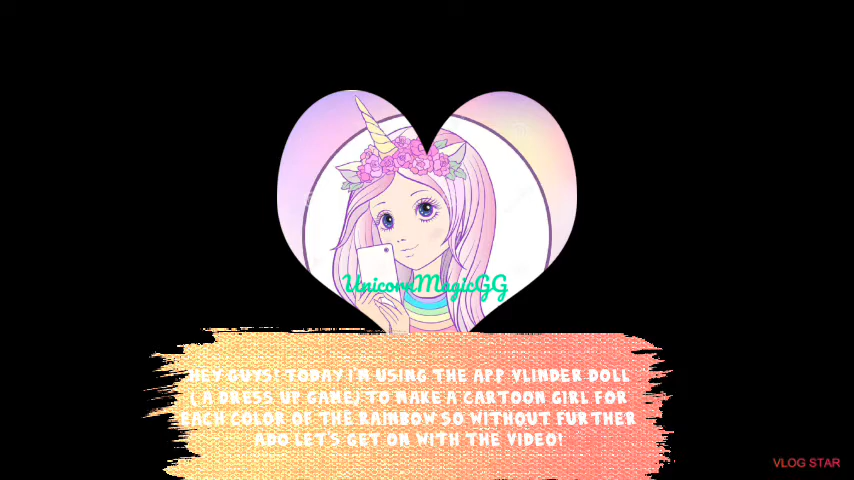 UnicornMagicGG
HEY GUYS! TODAY I'M USING THE APP VLINDER DOLL
( A DRESS UP GAME) TO MAKE A CARTOON GIRL FOR
EACH COLOR OF THE RAINBOW SO WITHOUT FURTHER
ADO LET'S GET ON WITH THE VIDEO!
VLOG STAR